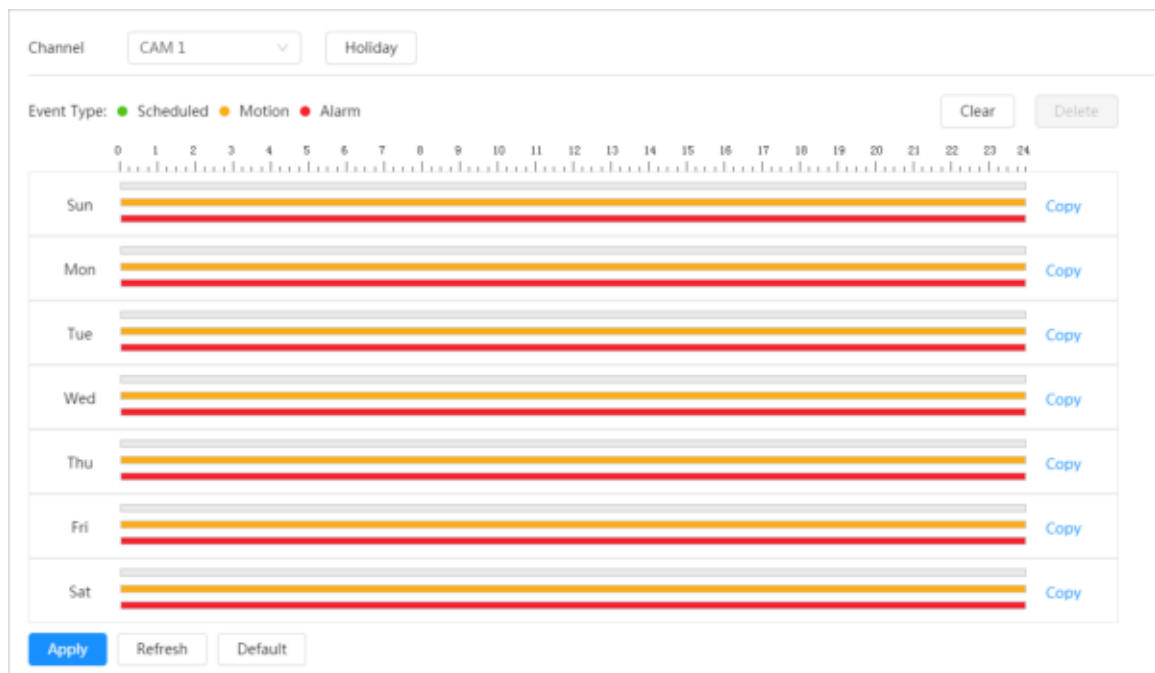 Channel CAM 1 Holiday
Event Type: Scheduled Motion Alarm Clear Delete
0 1 2 3 4 5 6 7 8 9 10 11 12 13 14 15 16 17 18 19 20 21 22 23 24
Sun Copy
Mon Copy
Tue Copy
Wed Copy
Thu Copy
Fri Copy
Sat Copy
Apply Refresh Default